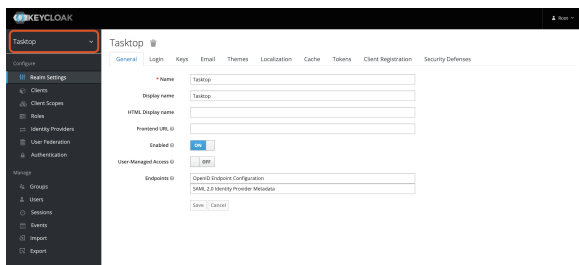 KEYCLOAK
Root
Tasktop
Tasktop
General Login Keys Email Themes Localization Cache Tokens Client Registration Security Defenses
Configure
Realm Settings
Clients
Client Scopes
Roles
Identity Providers
User Federation
Authentication
Manage
Groups
Users
Sessions
Events
Import
Export
* Name Tasktop
Display name Tasktop
HTML Display name
Frontend URL
Enabled ON
User-Managed Access OFF
Endpoints OpenID Endpoint Configuration
SAML 2.0 Identity Provider Metadata
Save Cancel